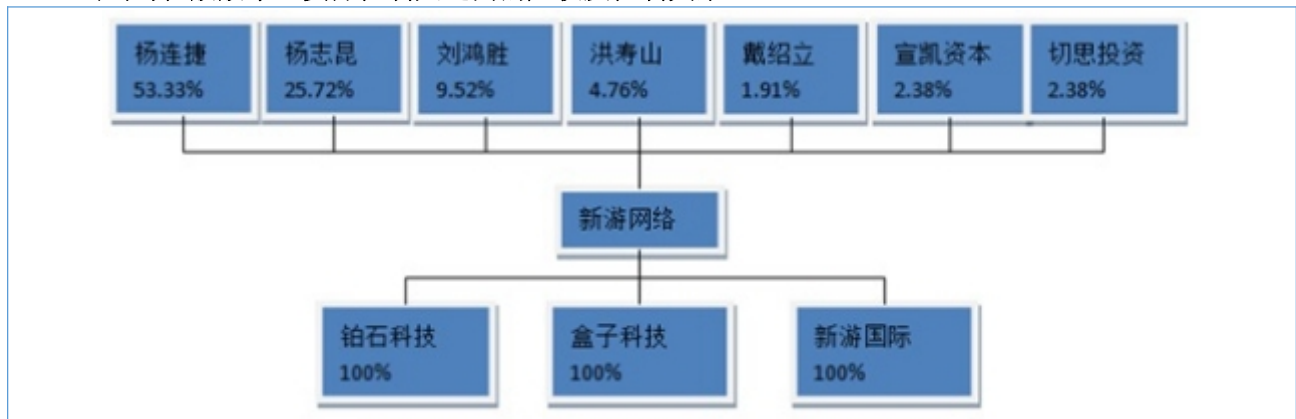 杨连捷
53.33%
杨志昆
25.72%
刘鸿胜
9.52%
洪寿山
4.76%
戴绍立
1.91%
宣凯资本
2.38%
切思投资
2.38%
新游网络
铂石科技
100%
盒子科技
100%
新游国际
100%